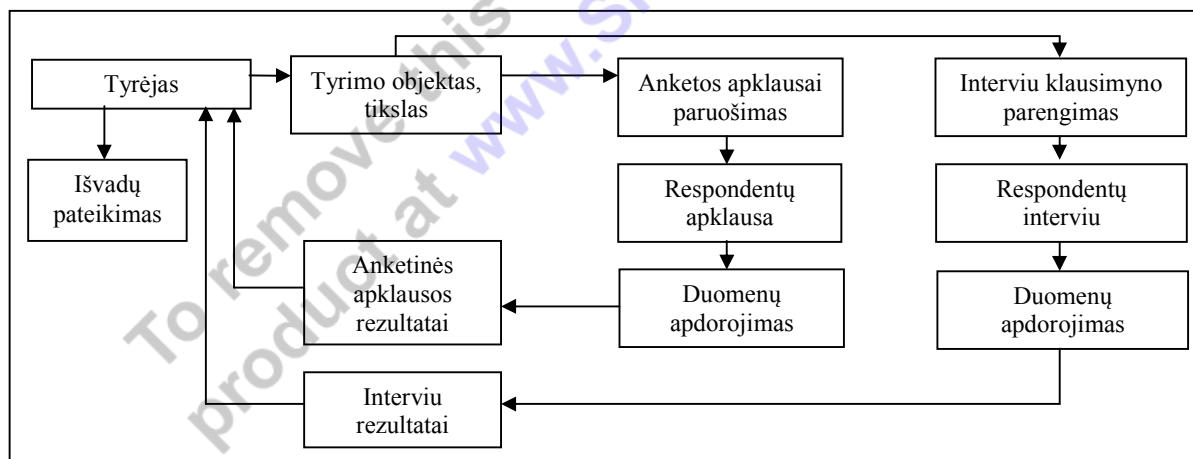 Tyrėjas
Tyrimo objektas,
tikslas
Anketos apklausai
paruošimas
Interviu klausimyno
parengimas
Išvadų
pateikimas
Respondentų
apklausa
Respondentų
interviu
Anketinės
apklausos
rezultatai
Duomenų
apdorojimas
Duomenų
apdorojimas
Interviu
rezultatai
To remove this
product at www.